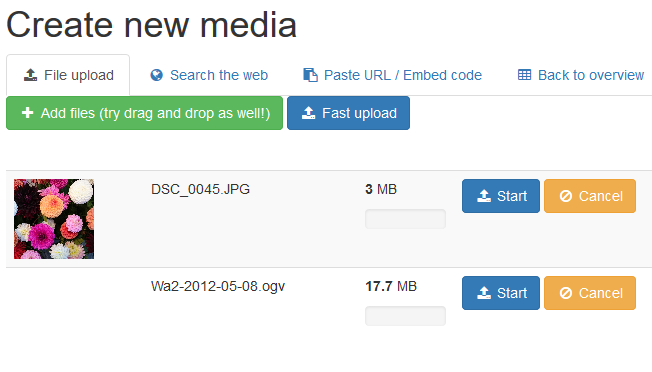 Create new media
File upload Search the web Paste URL / Embed code Back to overview
Add files (try drag and drop as well!) Fast upload
DSC_0045.JPG 3 MB Start Cancel
Wa2-2012-05-08.ogv 17.7 MB Start Cancel